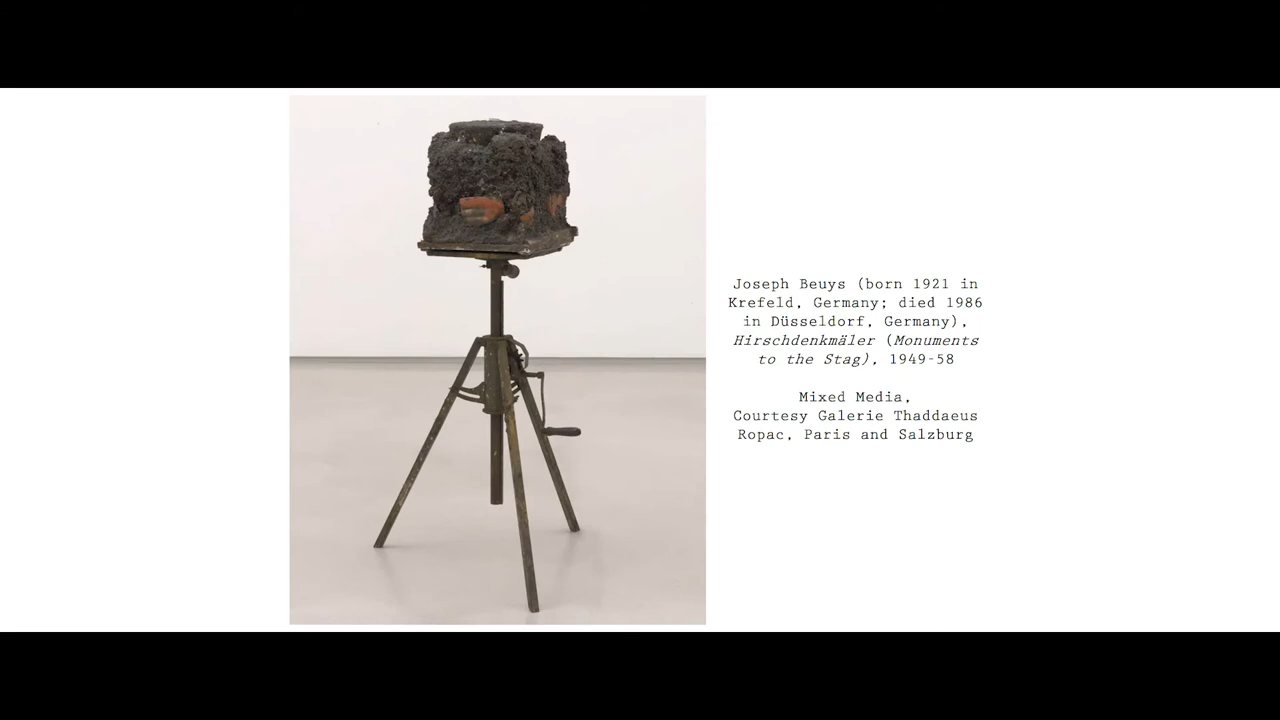 Joseph Beuys (born 1921 in
Krefeld, Germany; died 1986
in Düsseldorf, Germany),
Hirschdenkmäler (Monuments
to the Stag), 1949-58
Mixed Media,
Courtesy Galerie Thaddaeus
Ropac, Paris and Salzburg